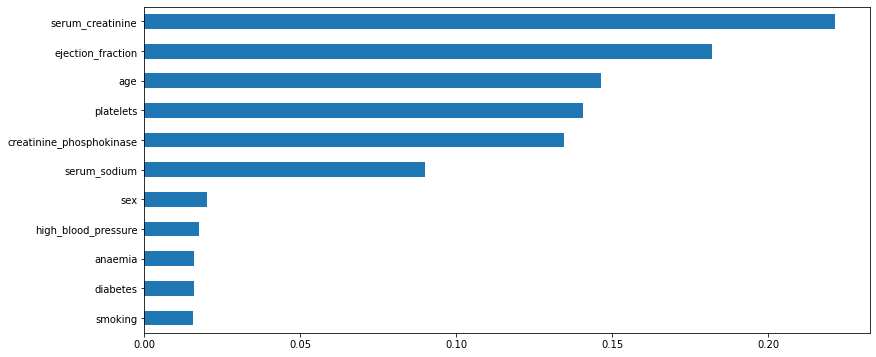 serum_creatinine
ejection_fraction
age
platelets
creatinine_phosphokinase
serum_sodium
sex
high_blood_pressure
anaemia
diabetes
smoking
0.00 0.05 0.10 0.15 0.20